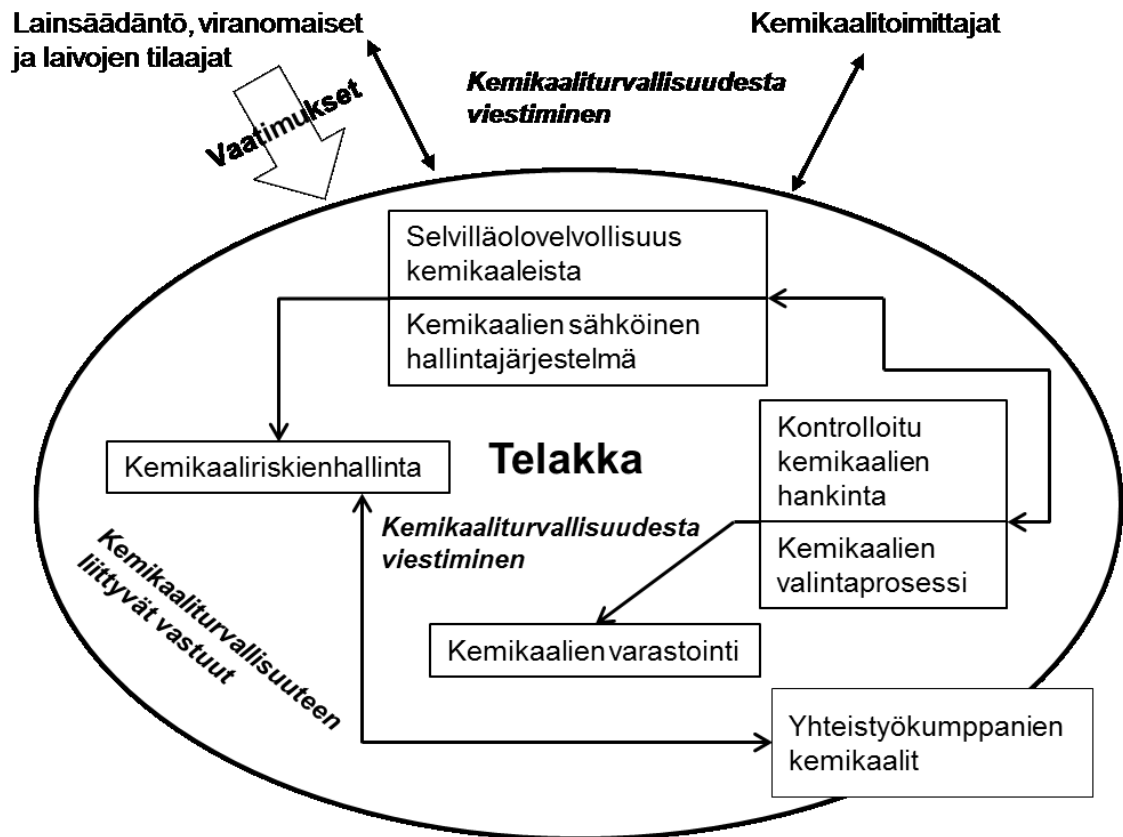 Lainsäädäntö, viranomaiset
ja laivojen tilaajat
Kemikaalitoimittajat
Kemikaaliturvallisuudesta
viestiminen
Vaatimukset
Selvilläolovelvollisuus
kemikaaleista
Kemikaalien sähköinen
hallintajärjestelmä
Kontrolloitu
kemikaalien
hankinta
Kemikaalien
valintaprosessi
Telakka
Kemikaaliriskienhallinta
Kemikaaliturvallisuudesta
viestiminen
Kemikaaliturvallisuuteen
liittyvät vastuut
Kemikaalien varastointi
Yhteistyökumppanien
kemikaalit